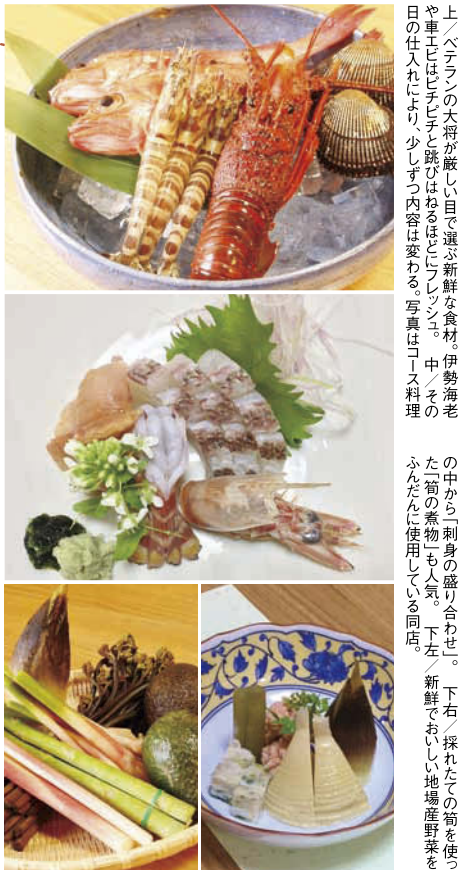 上／ベテランの大将が厳しい目で選ぶ新鮮な食材。伊勢海老
や車エビはピチピチと跳びはねるほどにフレッシュ。　中／その
日の仕入れにより、少しずつ内容は変わる。写真はコース料理
の中から「刺身の盛り合わせ」。　下右／採れたての筍を使っ
た「筍の煮物」も人気。　下左／新鮮でおいしい地場産野菜を
ふんだんに使用している同店。